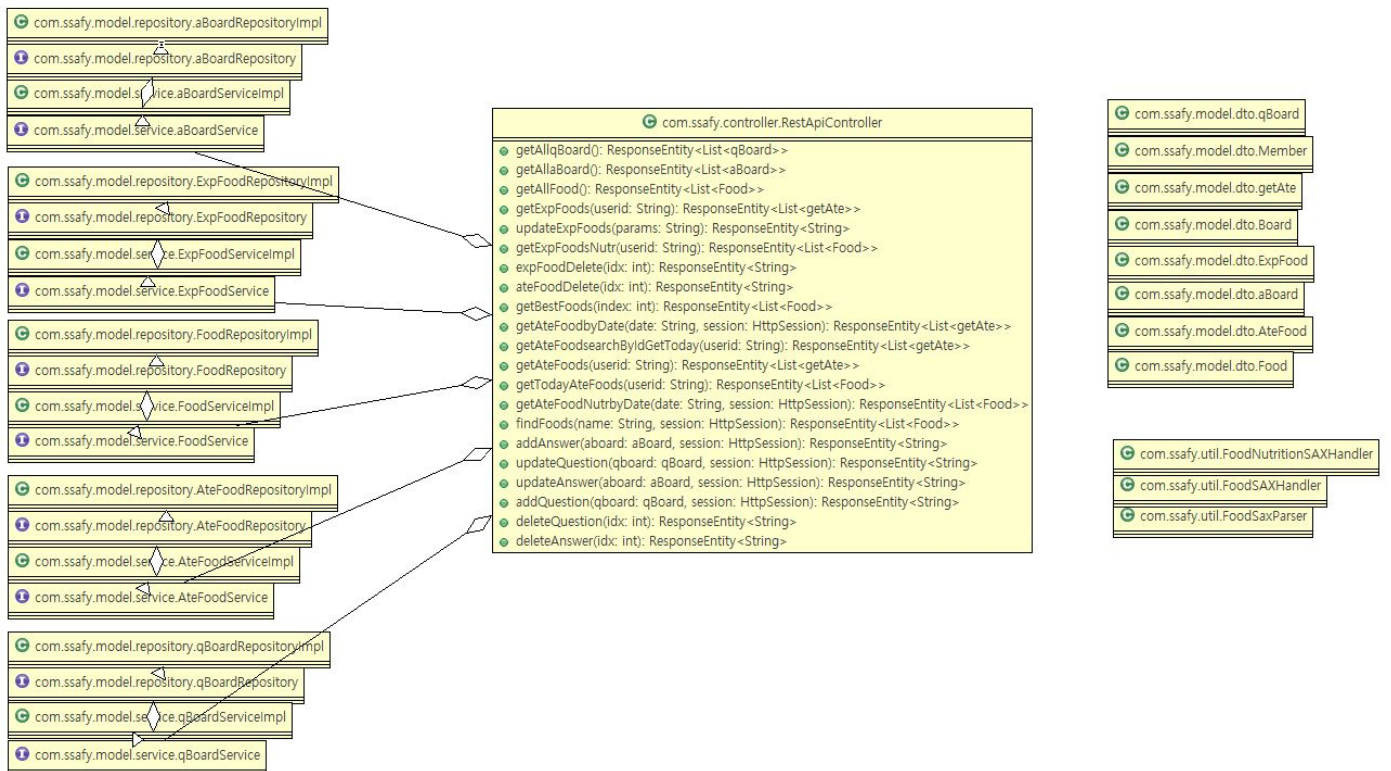 com.ssafy.model.repository.aBoardRepositoryImpl
com.ssafy.model.repository.aBoardRepository
com.ssafy.model.service.aBoardServiceImpl
com.ssafy.model.service.aBoardService
com.ssafy.model.repository.ExpFoodRepositoryImpl
com.ssafy.model.repository.ExpFoodRepository
com.ssafy.model.service.ExpFoodServiceImpl
com.ssafy.model.service.ExpFoodService
com.ssafy.model.repository.FoodRepositoryImpl
com.ssafy.model.repository.FoodRepository
com.ssafy.model.service.FoodServiceImpl
com.ssafy.model.service.FoodService
com.ssafy.model.repository.AteFoodRepositoryImpl
com.ssafy.model.repository.AteFoodRepository
com.ssafy.model.service.AteFoodServiceImpl
com.ssafy.model.service.AteFoodService
com.ssafy.model.repository.qBoardRepositoryImpl
com.ssafy.model.repository.qBoardRepository
com.ssafy.model.service.qBoardServiceImpl
com.ssafy.model.service.qBoardService
com.ssafy.controller.RestApiController
getAllqBoard(): ResponseEntity<List<qBoard>>
getAllaBoard(): ResponseEntity<List<aBoard>>
getAllFood(): ResponseEntity<List<Food>>
getExpFoods(userid: String): ResponseEntity<List<getAte>>
updateExpFoods(params: String): ResponseEntity<String>
getExpFoodsNutr(userid: String): ResponseEntity<List<Food>>
expFoodDelete(idx: int): ResponseEntity<String>
ateFoodDelete(idx: int): ResponseEntity<String>
getBestFoods(index: int): ResponseEntity<List<Food>>
getAteFoodbyDate(date: String, session: HttpSession): ResponseEntity<List<getAte>>
getAteFoodsearchByIdGetToday(userid: String): ResponseEntity<List<getAte>>
getAteFoods(userid: String): ResponseEntity<List<getAte>>
getTodayAteFoods(userid: String): ResponseEntity<List<Food>>
getAteFoodNutrbyDate(date: String, session: HttpSession): ResponseEntity<List<Food>>
findFoods(name: String, session: HttpSession): ResponseEntity<List<Food>>
addAnswer(aboard: aBoard, session: HttpSession): ResponseEntity<String>
updateQuestion(qboard: qBoard, session: HttpSession): ResponseEntity<String>
updateAnswer(aboard: aBoard, session: HttpSession): ResponseEntity<String>
addQuestion(qboard: qBoard, session: HttpSession): ResponseEntity<String>
deleteQuestion(idx: int): ResponseEntity<String>
deleteAnswer(idx: int): ResponseEntity<String>
com.ssafy.model.dto.qBoard
com.ssafy.model.dto.Member
com.ssafy.model.dto.getAte
com.ssafy.model.dto.Board
com.ssafy.model.dto.ExpFood
com.ssafy.model.dto.aBoard
com.ssafy.model.dto.AteFood
com.ssafy.model.dto.Food
com.ssafy.util.FoodNutritionSAXHandler
com.ssafy.util.FoodSAXHandler
com.ssafy.util.FoodSaxParser